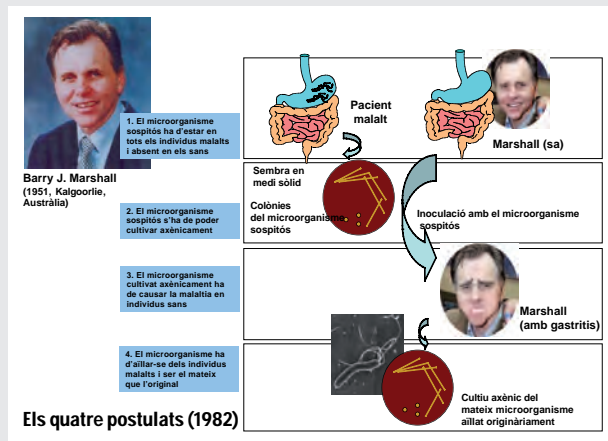 1. El microorganisme
sospitós ha d'estar en
tots els individus malalts
i absent en els sans
Pacient
malalt
Marshall (sa)
Barry J. Marshall
(1951, Kalgoorlie,
Austràlia)
Sembra en
medi sòlid
Colònies
del microorganisme
sospitós
2. El microorganisme
sospitós s'ha de poder
cultivar axènicament
Inoculació amb el microorganisme
sospitós
3. El microorganisme
cultivat axènicament ha
de causar la malaltia en
individus sans
Marshall
(amb gastritis)
4. El microorganisme ha
d'aïllar-se dels individus
malalts i ser el mateix
que l'original
Cultiu axènic del
mateix microorganisme
aïllat originàriament
Els quatre postulats (1982)